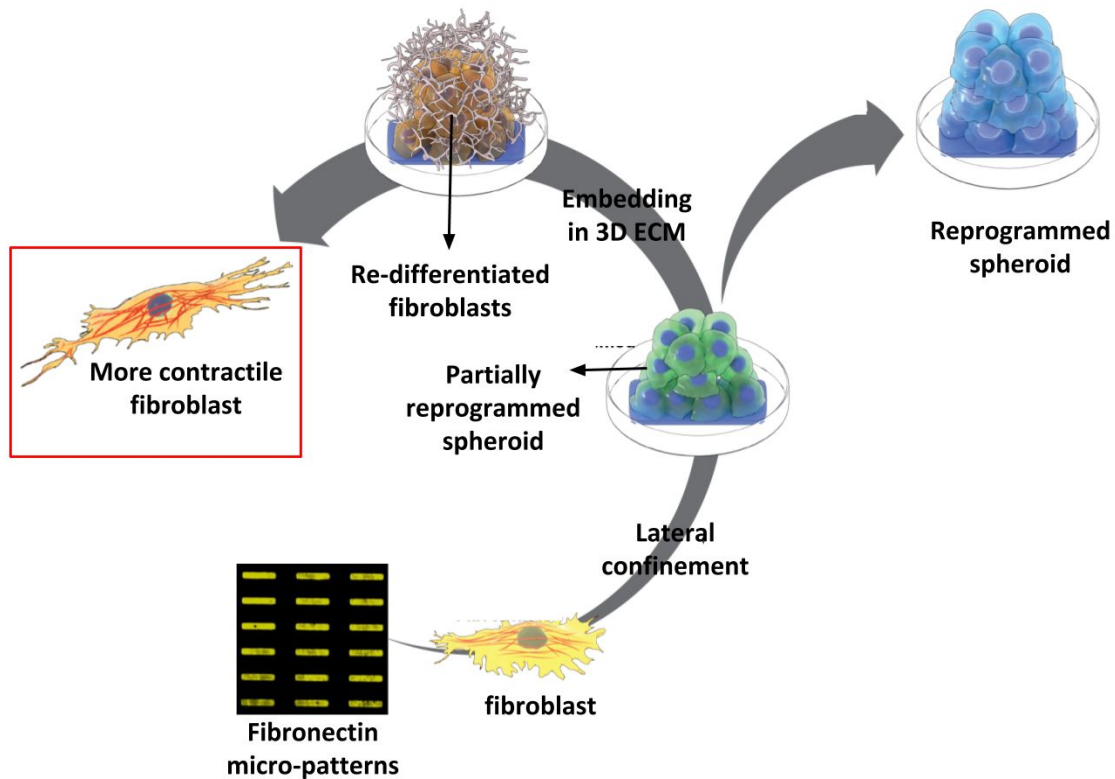 Embedding
in 3D ECM
Reprogrammed
spheroid
Re-differentiated
fibroblasts
More contractile
fibroblast
Partially
reprogrammed
spheroid
Lateral
confinement
fibroblast
Fibronectin
micro-patterns